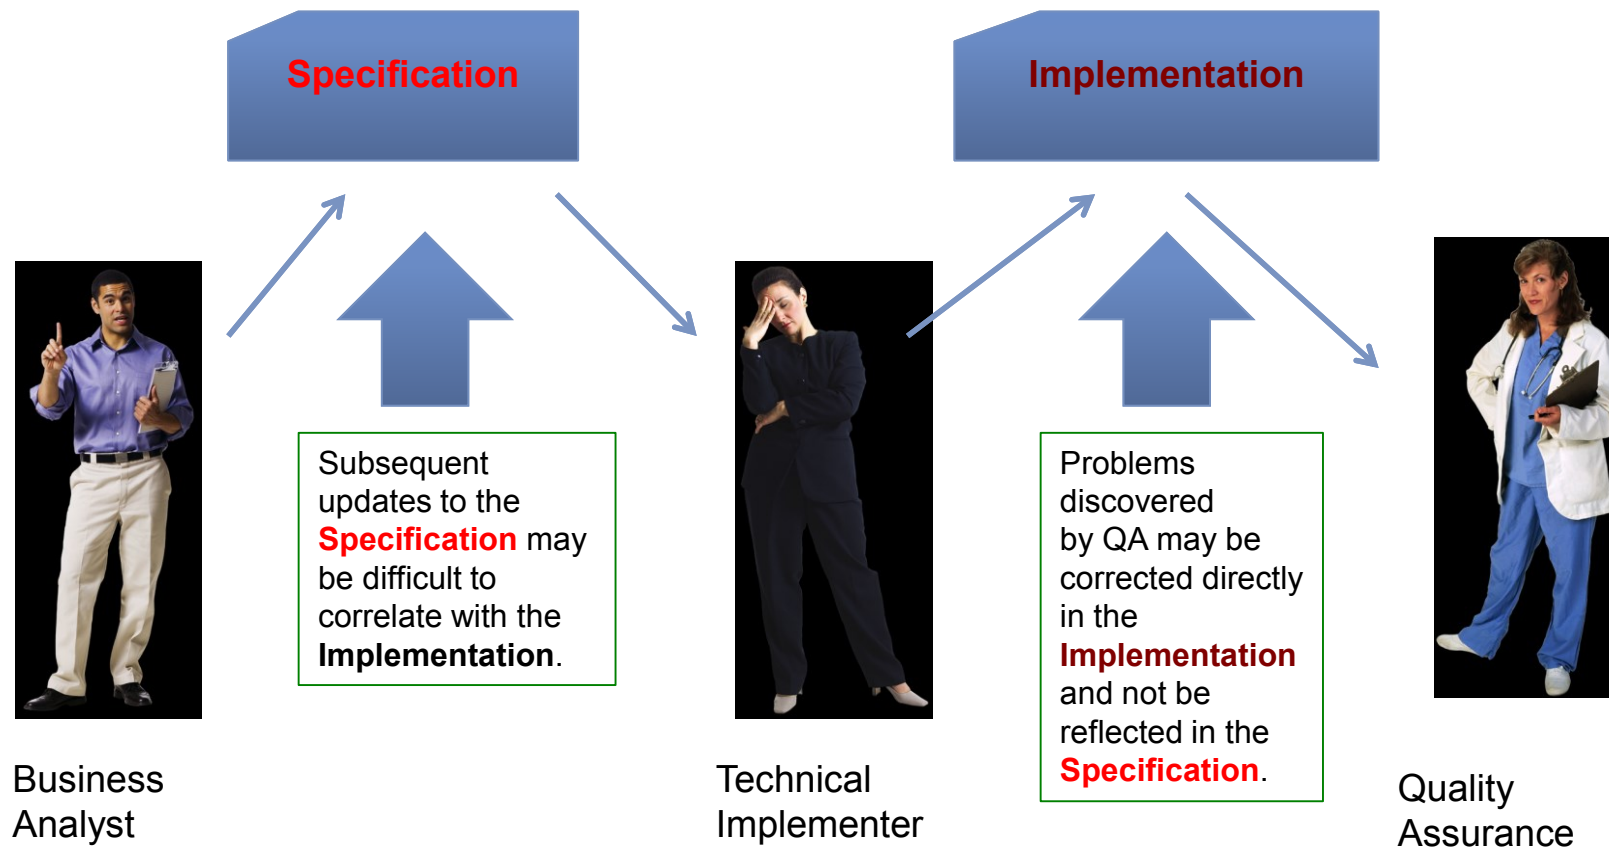 Specification
Implementation
Subsequent
updates to the
Specification may
be difficult to
correlate with the
Implementation.
Problems
discovered
by QA may be
corrected directly
in the
Implementation
and not be
reflected in the
Specification.
Business
Analyst
Technical
Implementer
Quality
Assurance